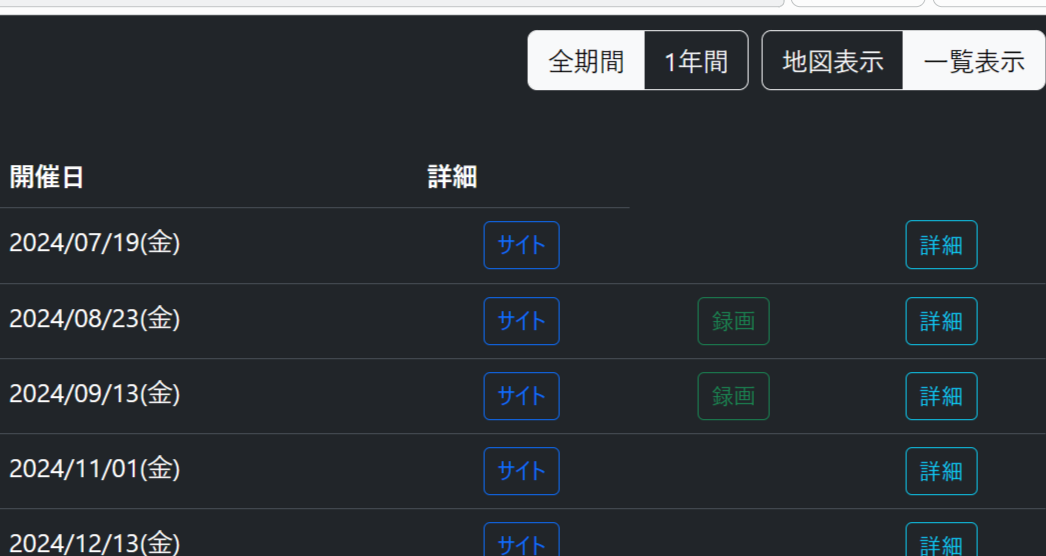 全期間 1年間 地図表示 一覧表示
開催日 詳細
2024/07/19(金) サイト 詳細
2024/08/23(金) サイト 録画 詳細
2024/09/13(金) サイト 録画 詳細
2024/11/01(金) サイト 詳細
2024/12/13(金) サイト 詳細